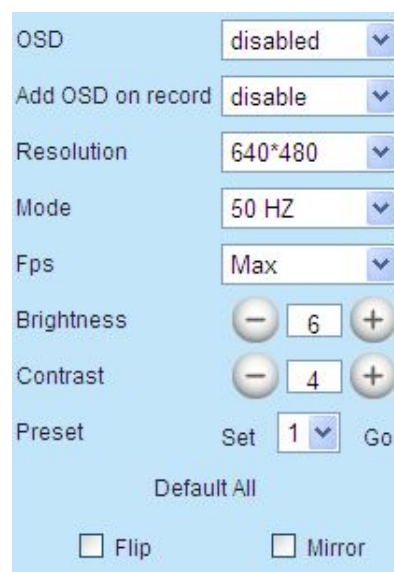 OSD disabled
Add OSD on record disable
Resolution 640*480
Mode 50 HZ
Fps Max
Brightness − 6 +
Contrast − 4 +
Preset Set 1 Go
Default All
Flip Mirror